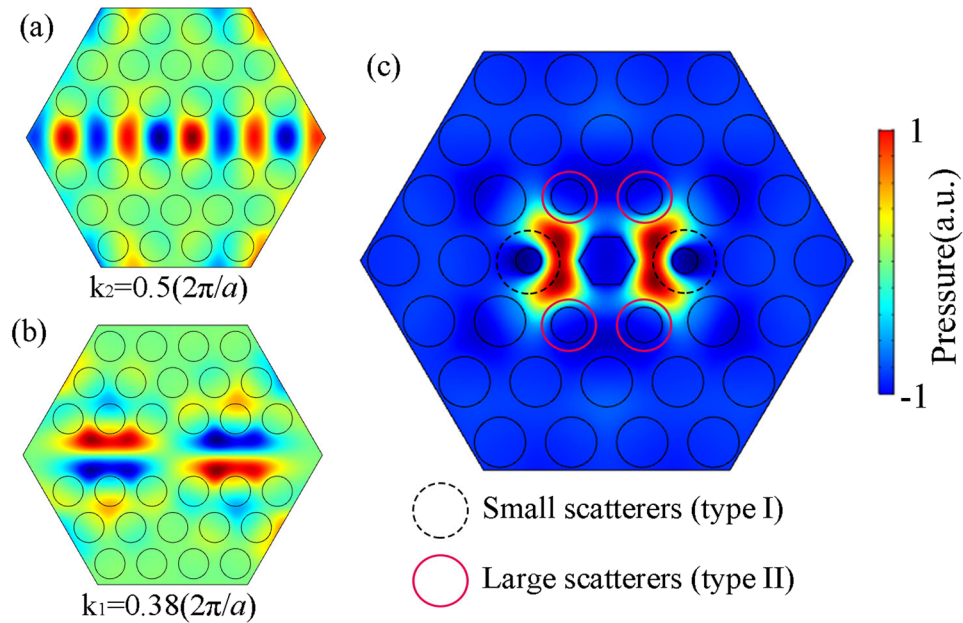 (a)
k₂=0.5(2π/a)
(b)
k₁=0.38(2π/a)
(c)
1
Pressure(a.u.)
-1
Small scatterers (type I)
Large scatterers (type II)